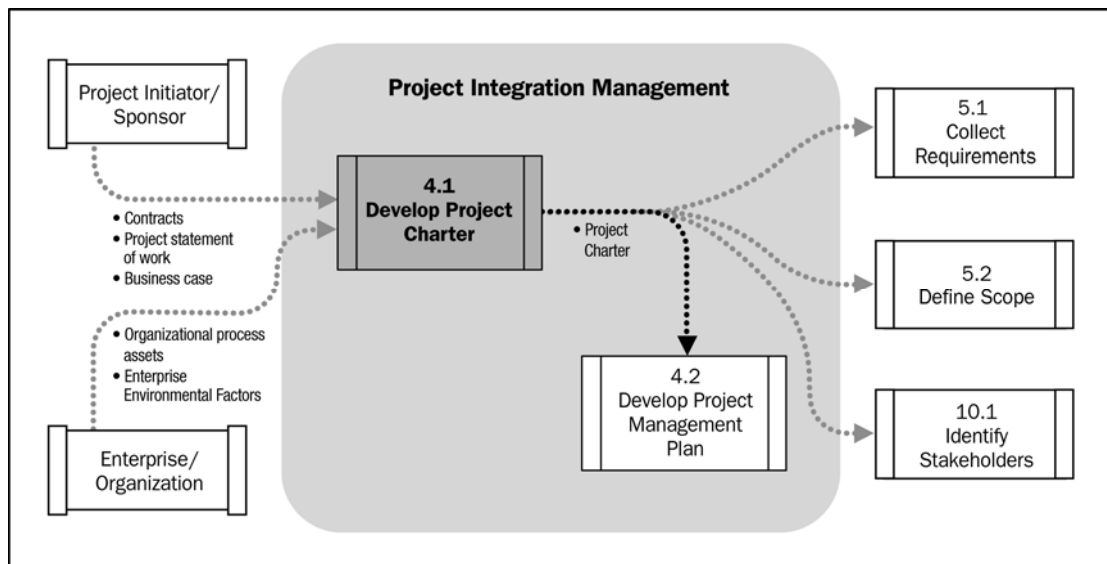 Project Integration Management
Project Initiator/
Sponsor
• Contracts
• Project statement
of work
• Business case
• Organizational process
assets
• Enterprise
Environmental Factors
Enterprise/
Organization
4.1
Develop Project
Charter
• Project
Charter
4.2
Develop Project
Management
Plan
5.1
Collect
Requirements
5.2
Define Scope
10.1
Identify
Stakeholders